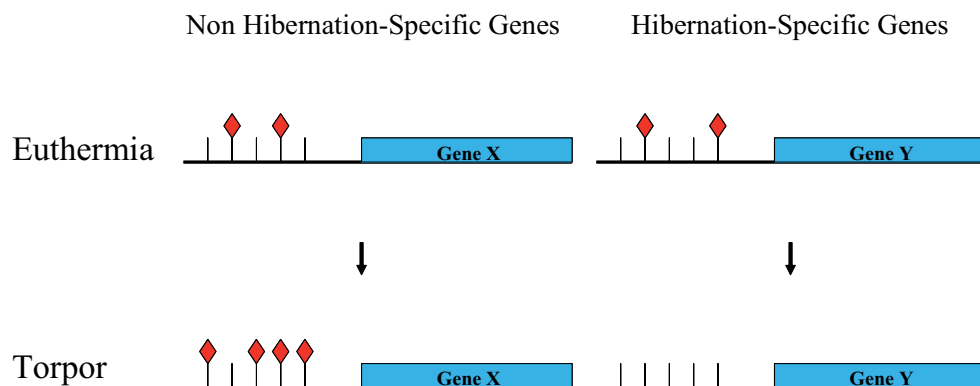 Non Hibernation-Specific Genes
Hibernation-Specific Genes
Euthermia
Gene X
Gene Y
Torpor
Gene X
Gene Y